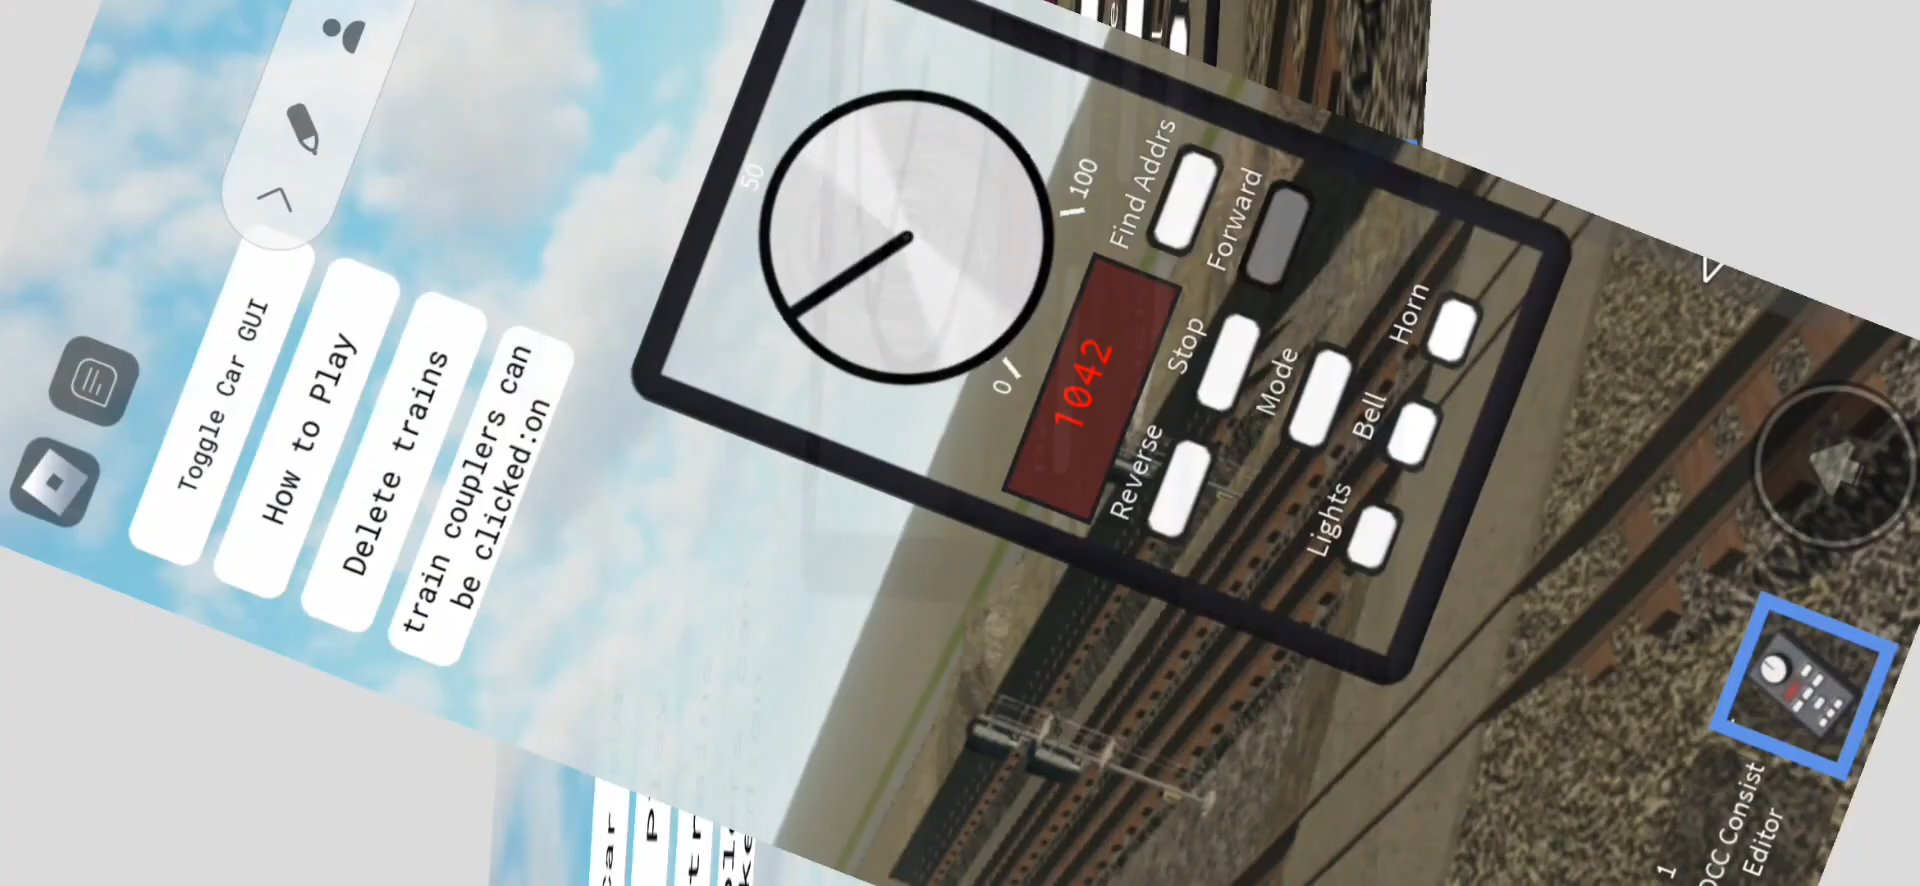 Toggle Car GUI
How to Play
Delete trains
train couplers can
be clicked:on
50
100
0
Find Addrs
1042
Forward
Stop
Reverse
Mode
Horn
Bell
Lights
1
DCC Consist
Editor
car